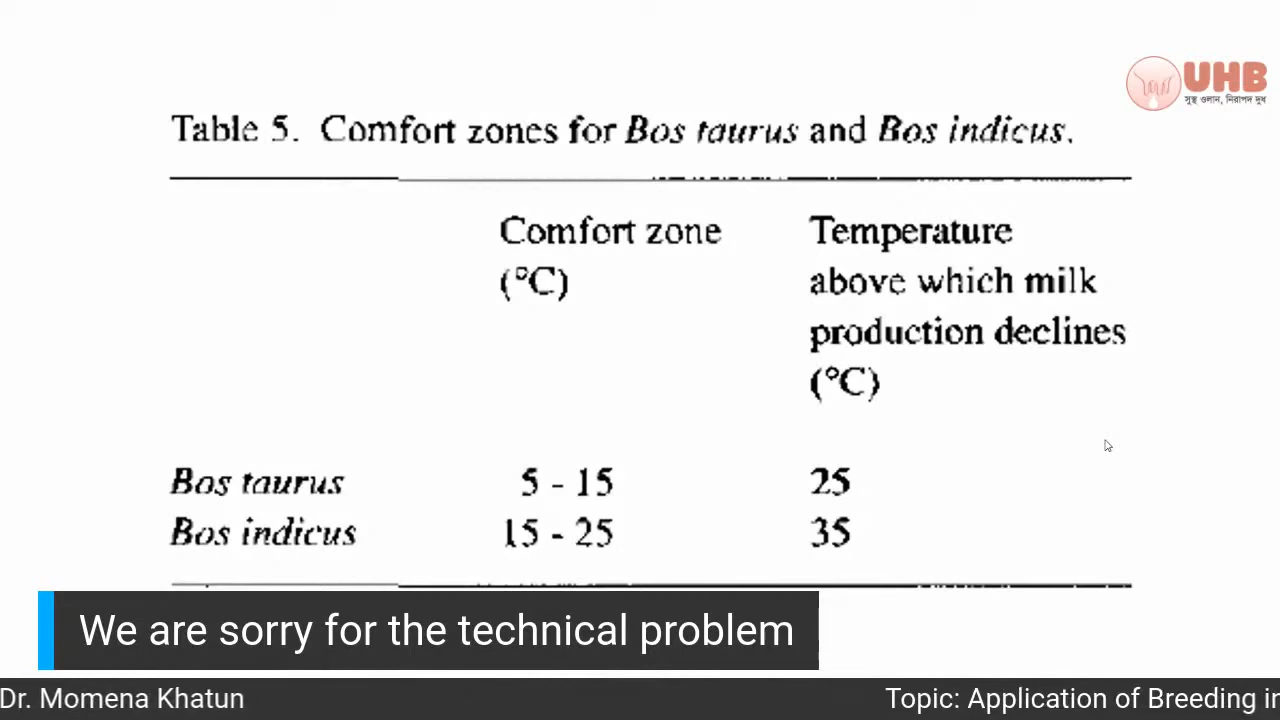 UHB
সুস্থ ওলান, নিরাপদ দুধ
Table 5. Comfort zones for Bos taurus and Bos indicus.
Comfort zone
(°C)
Temperature
above which milk
production declines
(°C)
Bos taurus 5 - 15 25
Bos indicus 15 - 25 35
We are sorry for the technical problem
Dr. Momena Khatun
Topic: Application of Breeding in